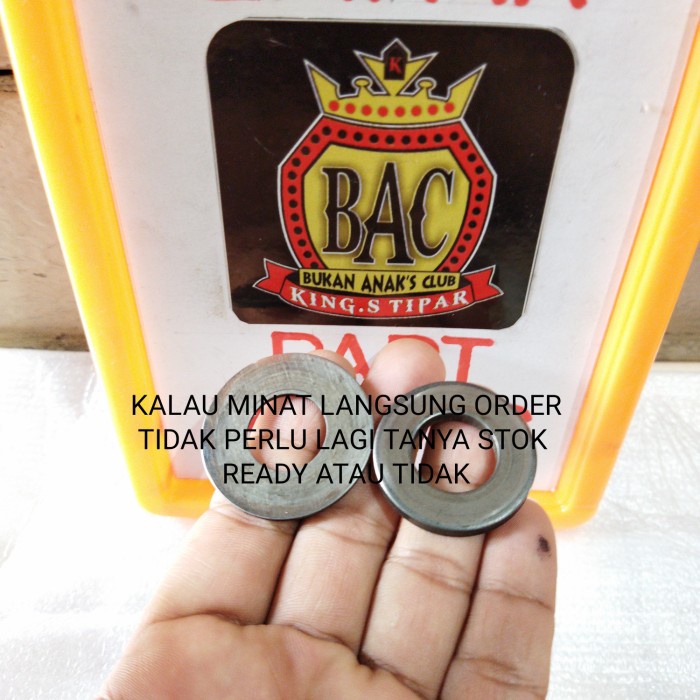 K
BAC
BUKAN ANAK'S CLUB
KING.S TIPAR
PART
KALAU MINAT LANGSUNG ORDER
TIDAK PERLU LAGI TANYA STOK
READY ATAU TIDAK